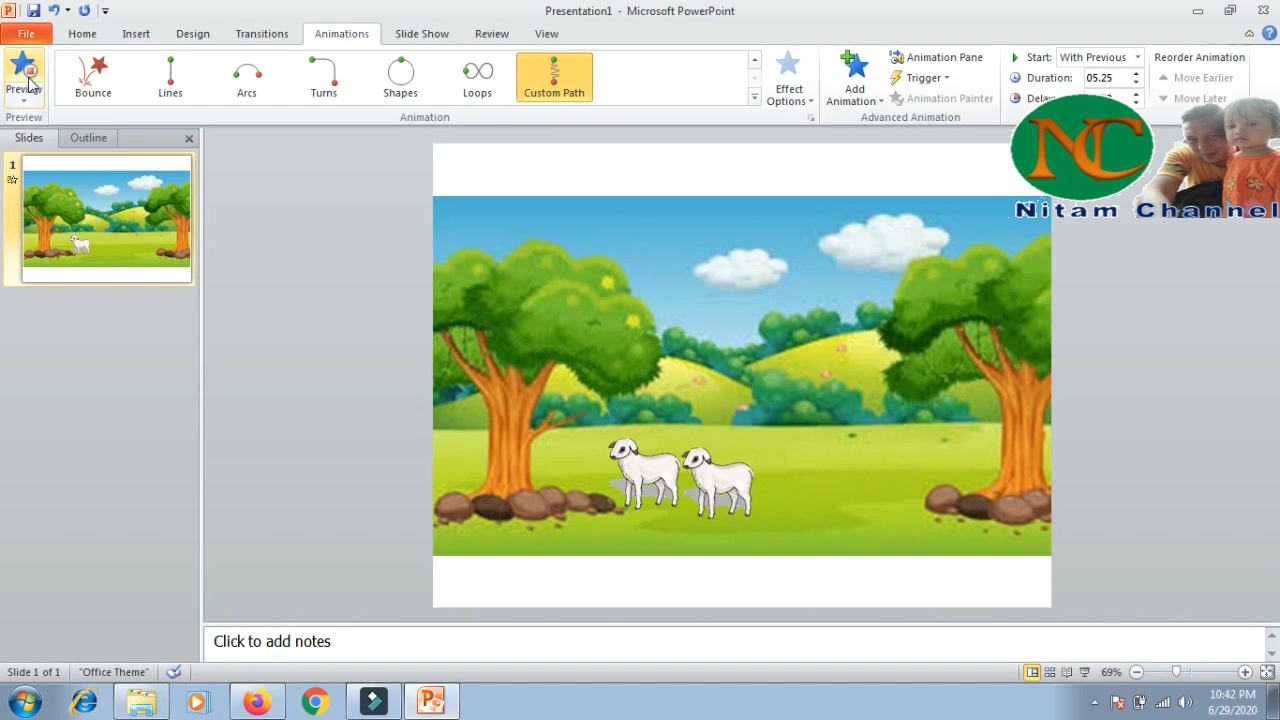 Presentation1 - Microsoft PowerPoint
File Home Insert Design Transitions Animations Slide Show Review View
Preview
Preview
Bounce Lines Arcs Turns Shapes Loops Custom Path
Animation
Effect Options
Add Animation
Animation Pane
Trigger
Animation Painter
Advanced Animation
Start: With Previous
Duration: 05.25
Reorder Animation
Move Earlier
Move Later
NC
Nitam Channel
Slides Outline
1
Click to add notes
Slide 1 of 1 "Office Theme" 69%
10:42 PM
6/29/2020